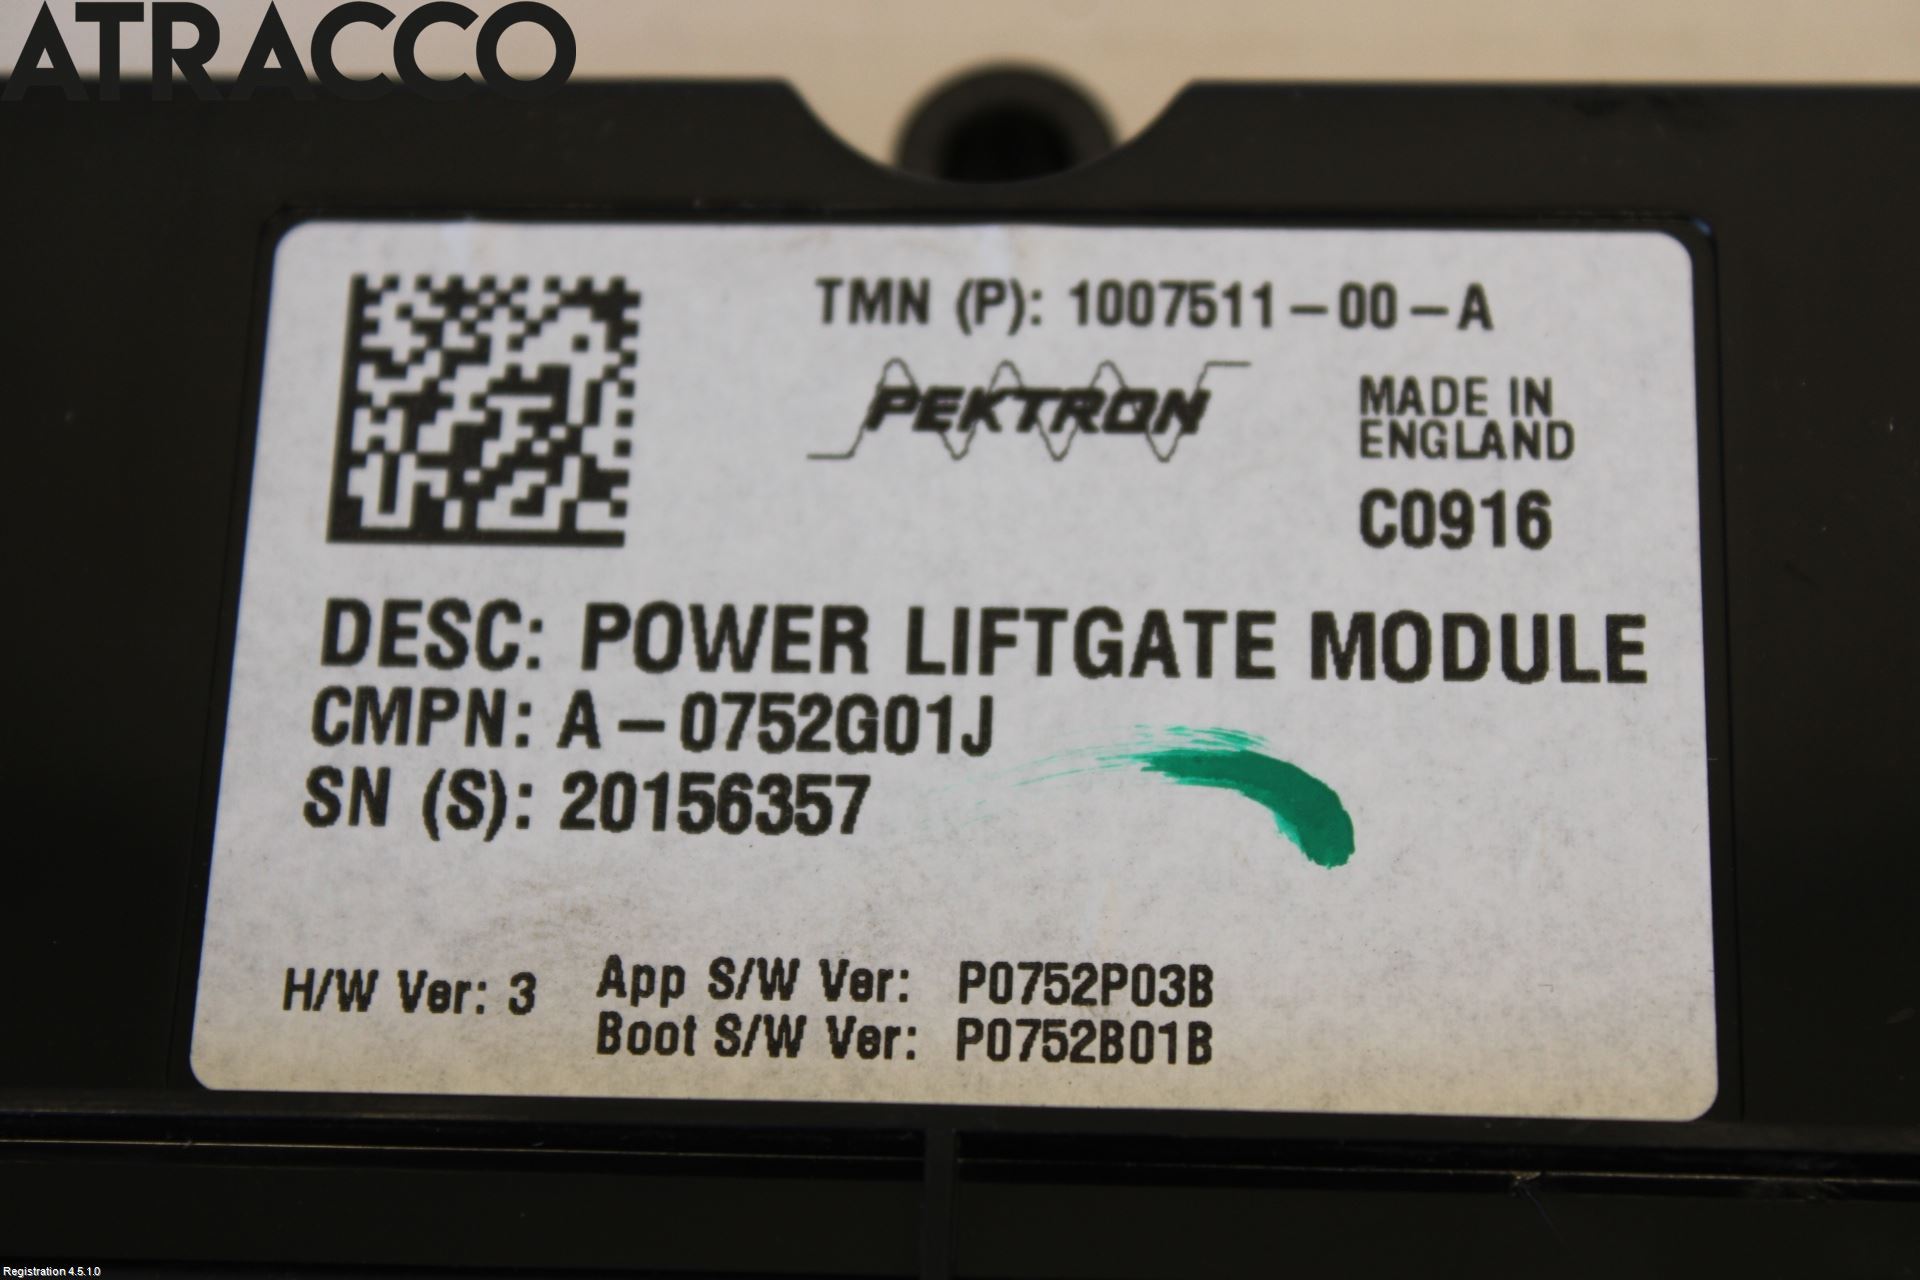 ATRACCO
TMN (P): 1007511-00-A
PEKTRON
MADE IN
ENGLAND
C0916
DESC: POWER LIFTGATE MODULE
CMPN: A-0752G01J
SN (S): 20156357
H/W Ver: 3
App S/W Ver: P0752P03B
Boot S/W Ver: P0752B01B
Registration 4.5.1.0